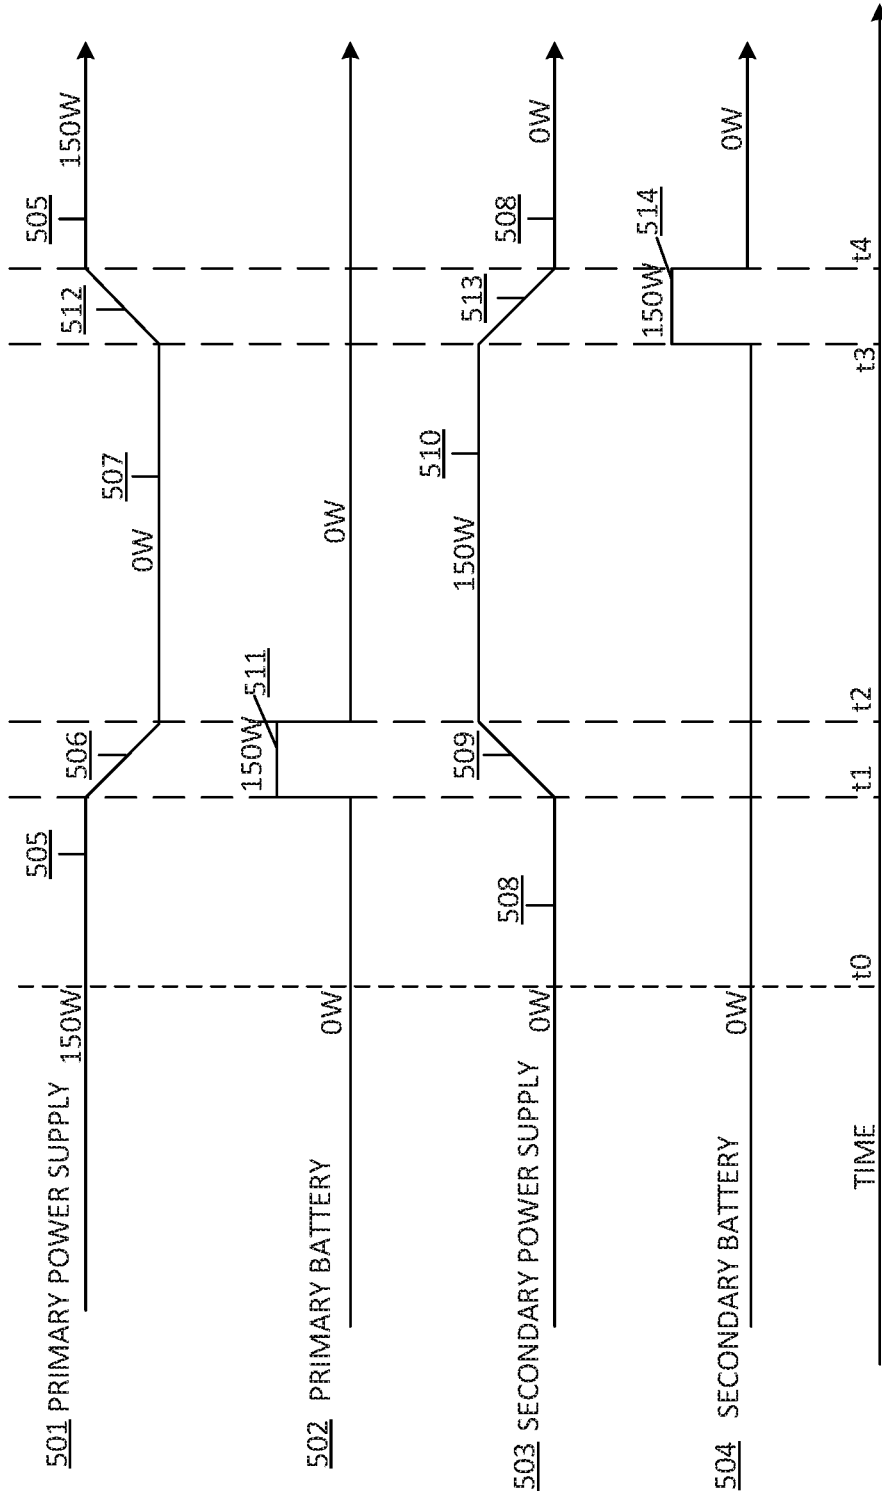 501 PRIMARY POWER SUPPLY
150W
505
506
0W
507
512
505
150W
502 PRIMARY BATTERY
0W
150W
511
0W
503 SECONDARY POWER SUPPLY
0W
508
509
150W
510
513
508
0W
504 SECONDARY BATTERY
0W
150W
514
0W
TIME
t0
t1
t2
t3
t4